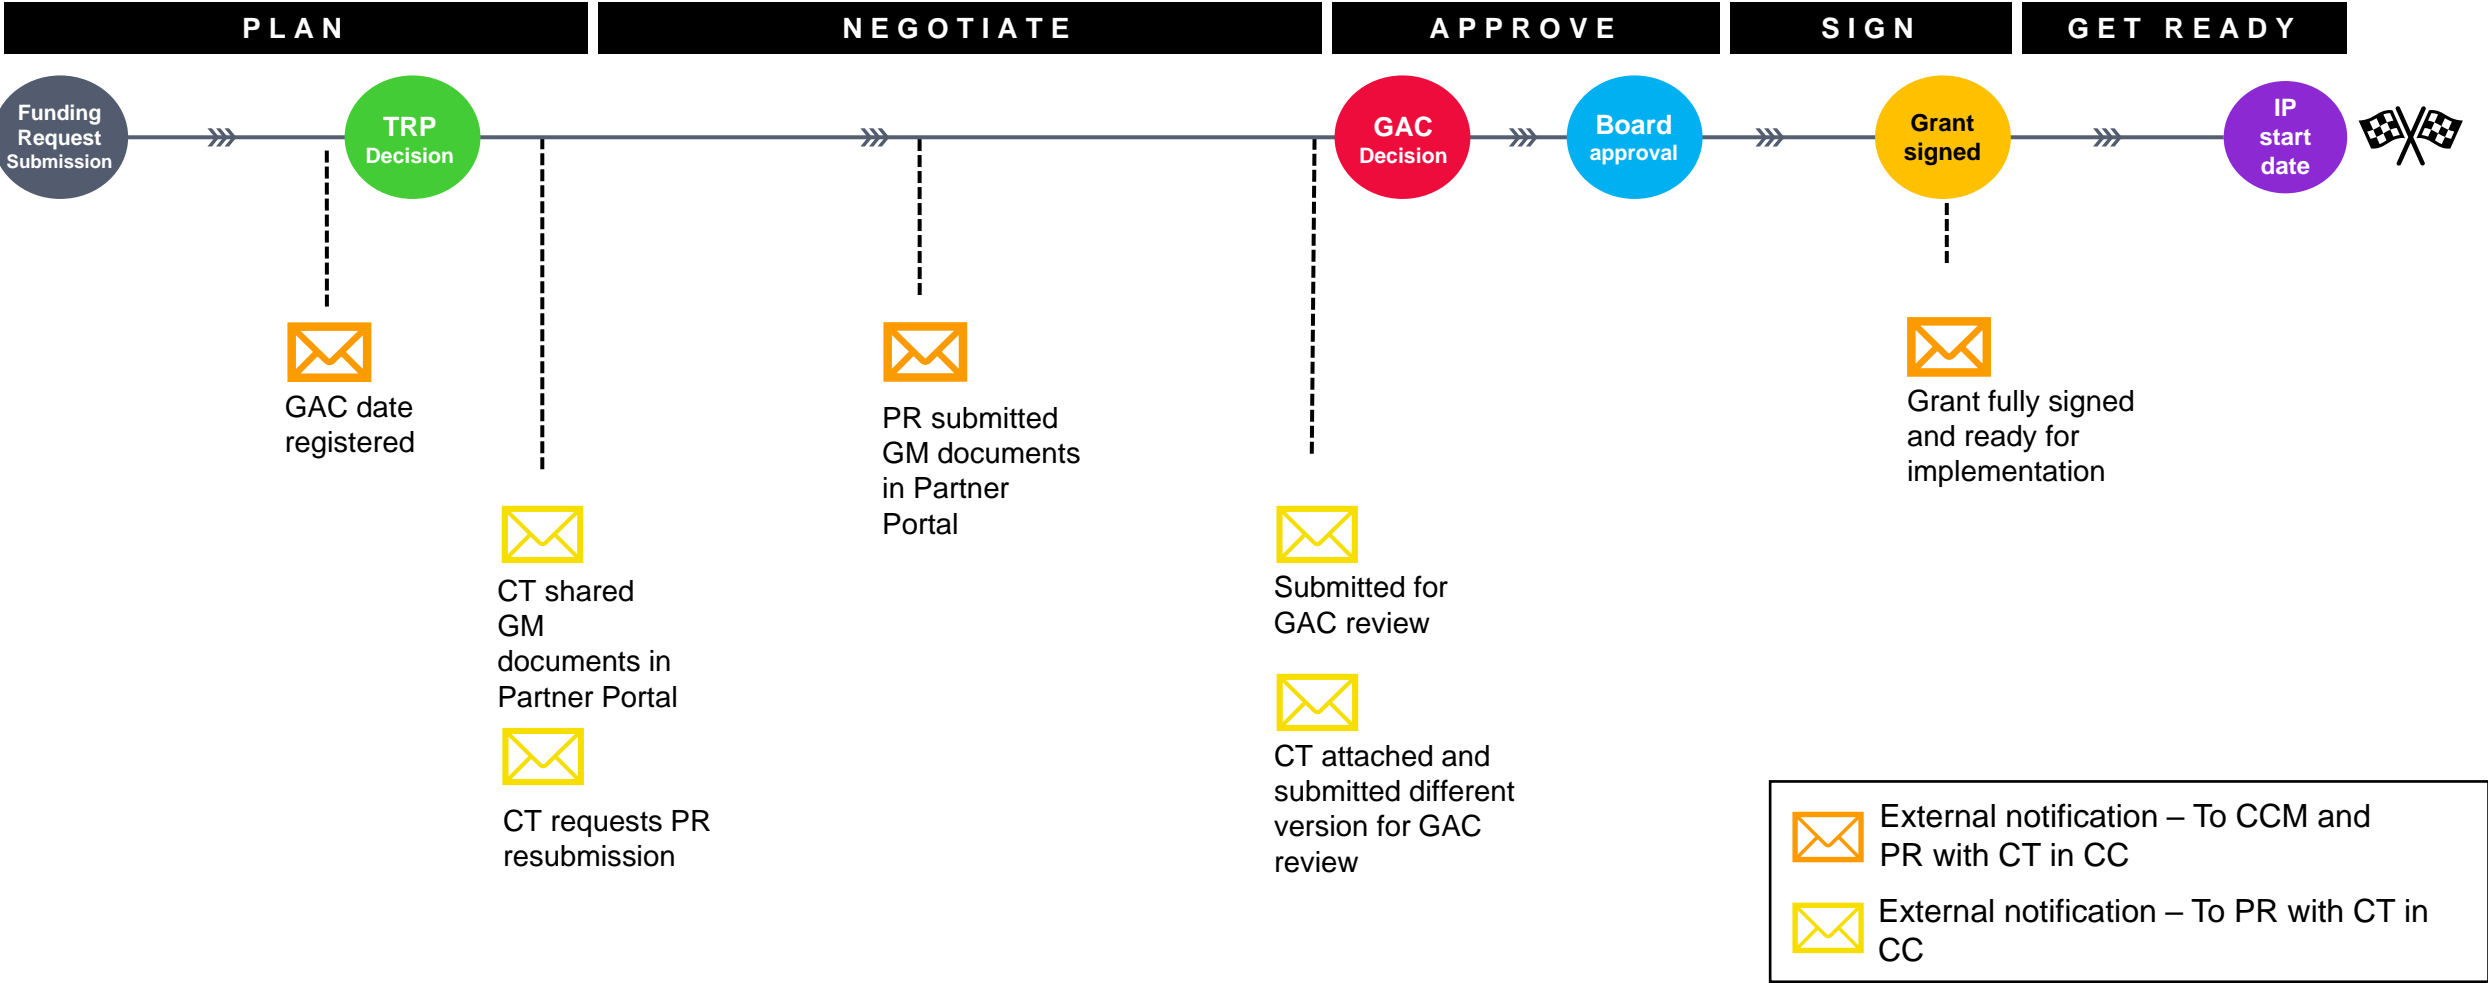 PLAN
NEGOTIATE
APPROVE
SIGN
GET READY
Funding
Request
Submission
TRP
Decision
GAC
Decision
Board
approval
Grant
signed
IP
start
date
GAC date
registered
CT shared
GM
documents in
Partner Portal
CT requests PR
resubmission
PR submitted
GM documents
in Partner
Portal
Submitted for
GAC review
CT attached and
submitted different
version for GAC
review
Grant fully signed
and ready for
implementation
External notification – To CCM and
PR with CT in CC
External notification – To PR with CT in
CC